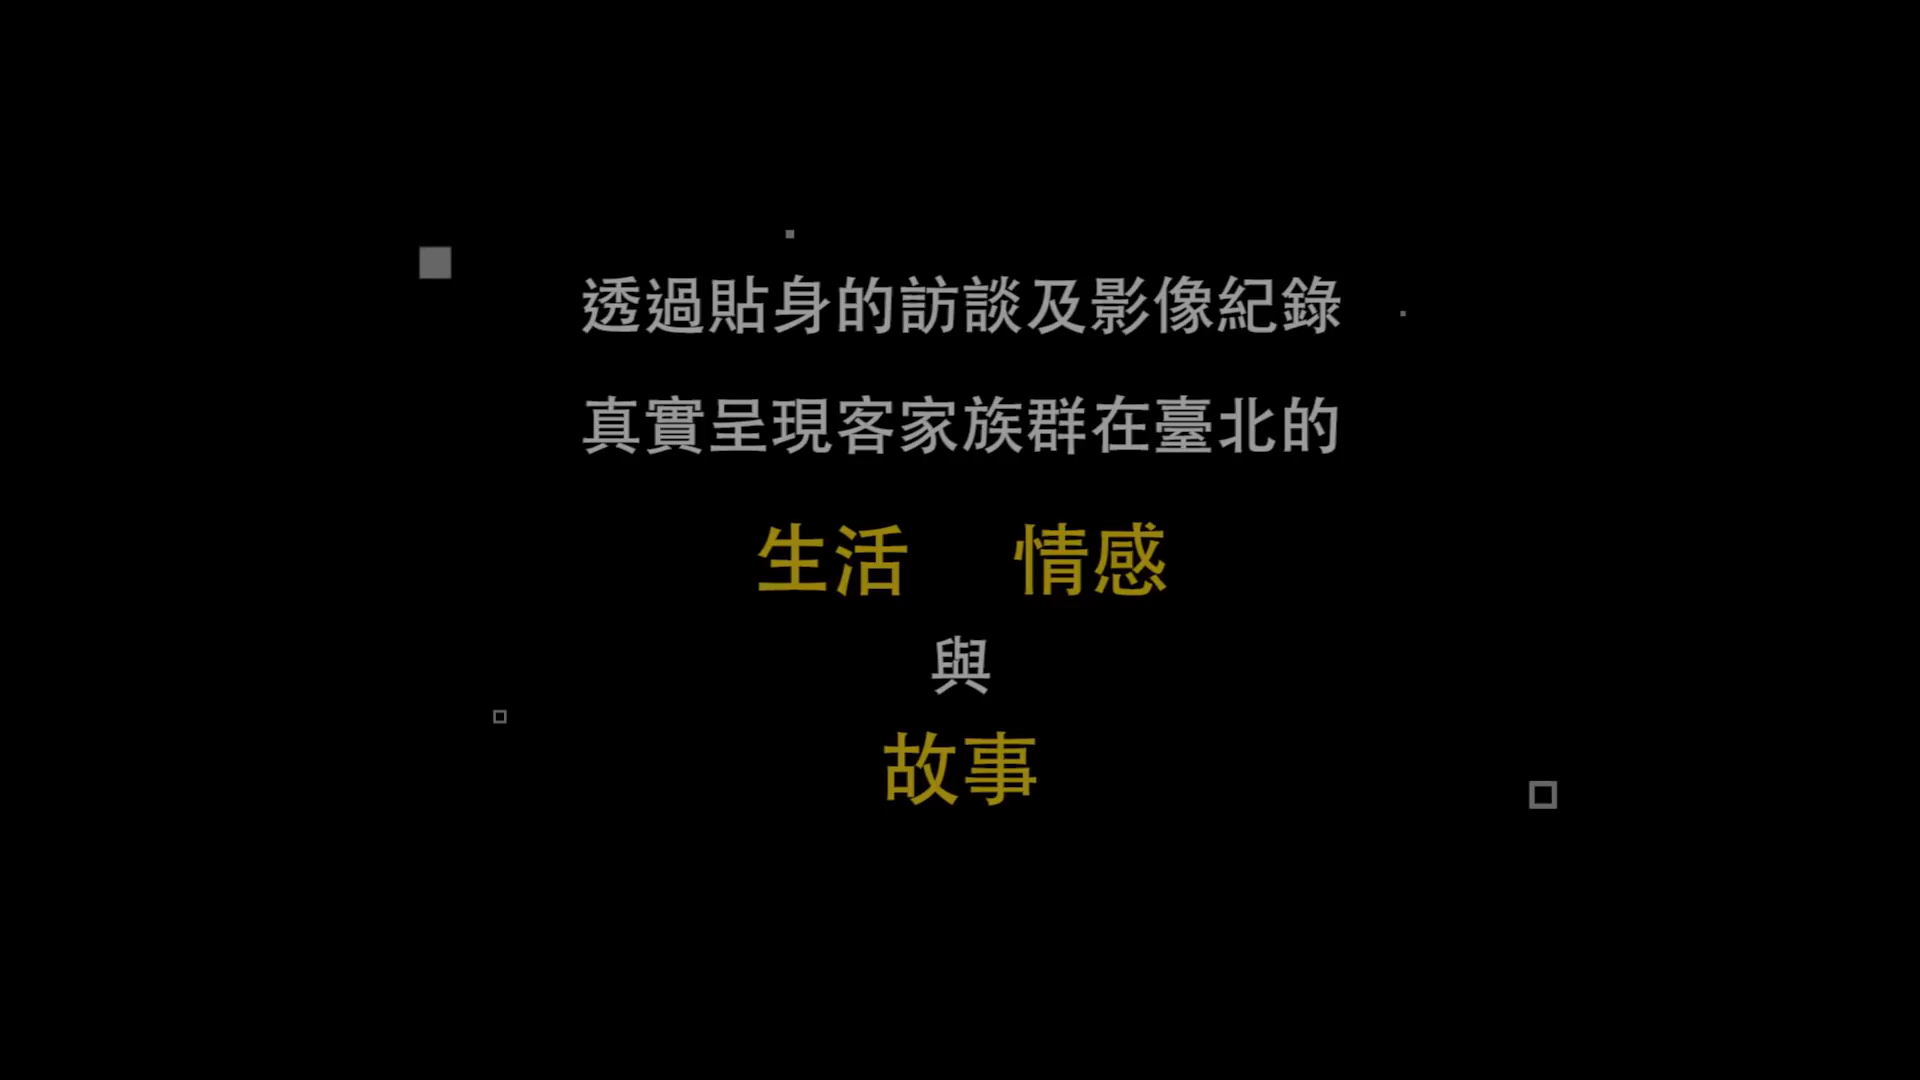 透過貼身的訪談及影像紀錄
真實呈現客家族群在臺北的
生活 情感
與
故事